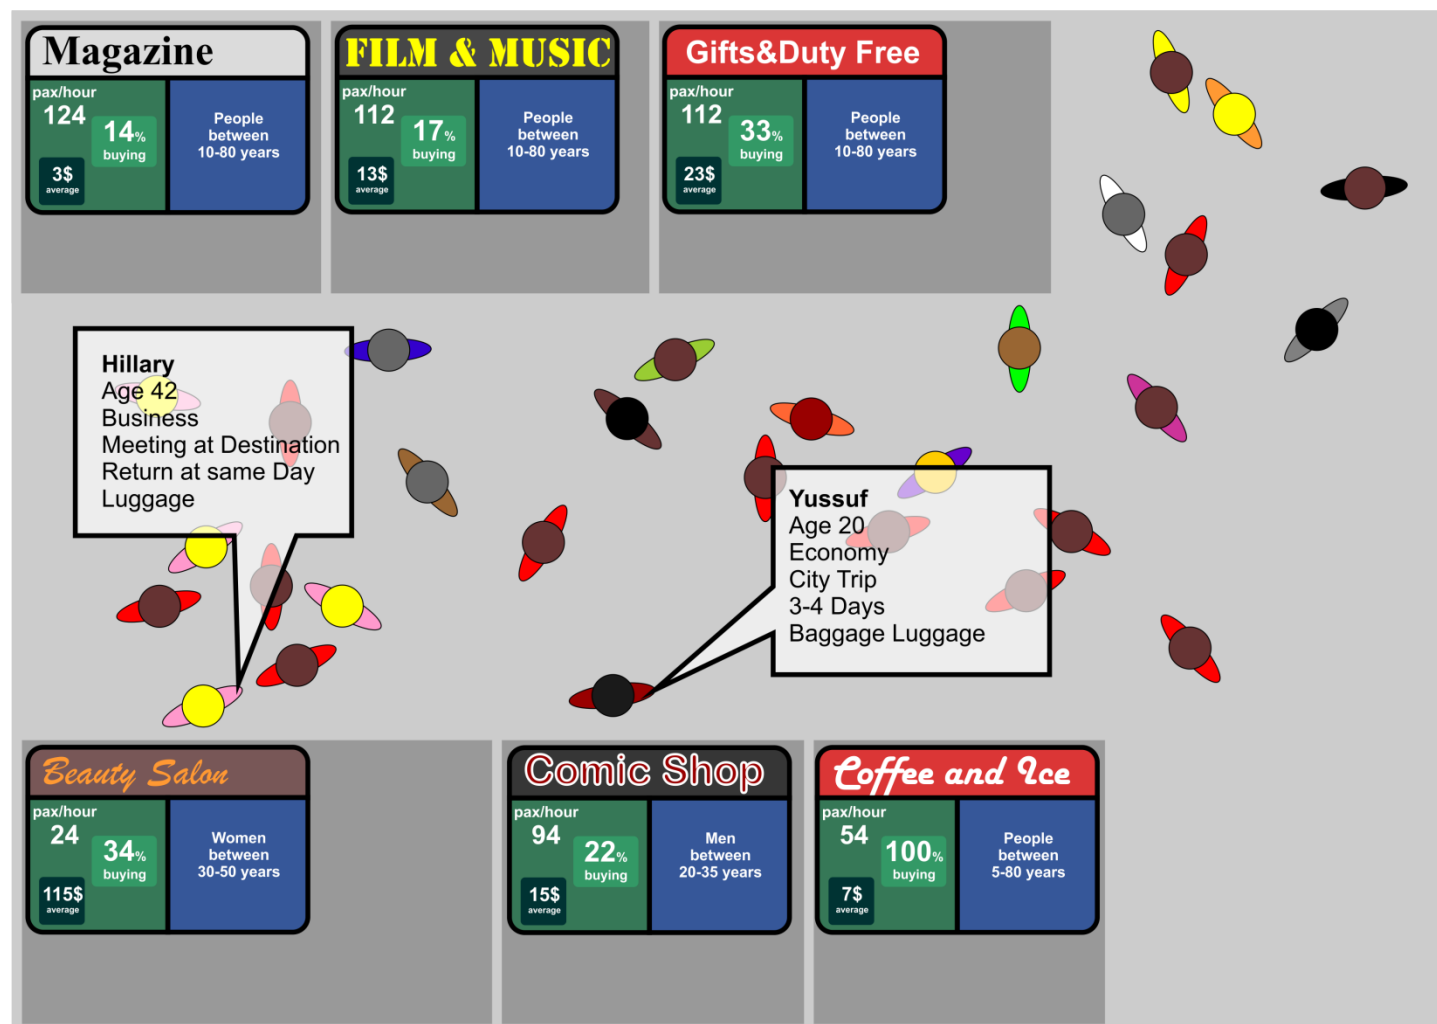 Magazine
pax/hour
124
14%
buying
3$
average
People
between
10-80 years
FILM & MUSIC
pax/hour
112
17%
buying
13$
average
People
between
10-80 years
Gifts&Duty Free
pax/hour
112
33%
buying
23$
average
People
between
10-80 years
Hillary
Age 42
Business
Meeting at Destination
Return at same Day
Luggage
Yussuf
Age 20
Economy
City Trip
3-4 Days
Baggage Luggage
Beauty Salon
pax/hour
24
34%
buying
115$
average
Women
between
30-50 years
Comic Shop
pax/hour
94
22%
buying
15$
average
Men
between
20-35 years
Coffee and Ice
pax/hour
54
100%
buying
7$
average
People
between
5-80 years